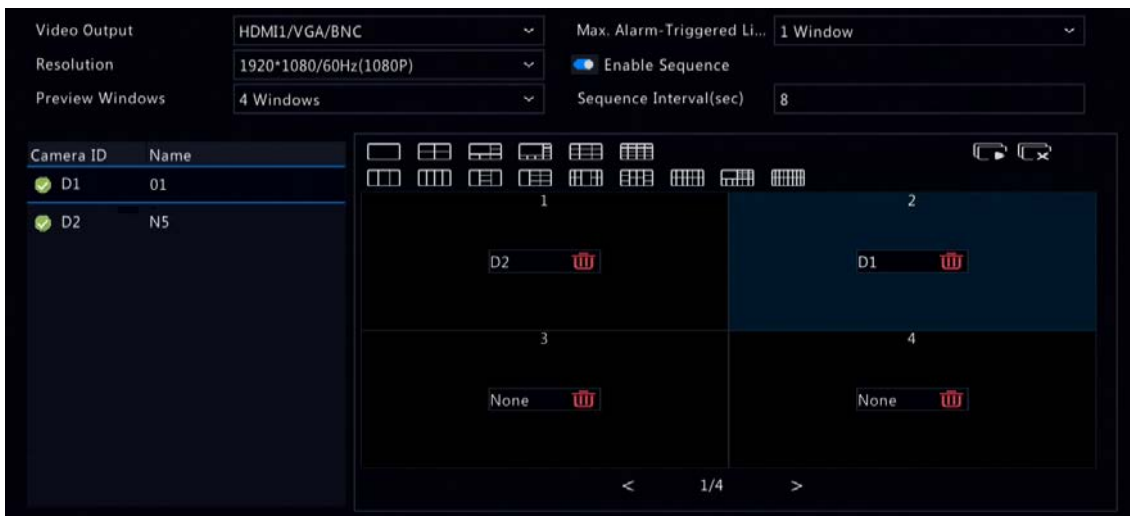 Video Output HDMI1/VGA/BNC Max. Alarm-Triggered Li... 1 Window
Resolution 1920*1080/60Hz(1080P) Enable Sequence
Preview Windows 4 Windows Sequence Interval(sec) 8
Camera ID Name
D1 01
D2 N5
1 2
D2 D1
3 4
None None
< 1/4 >